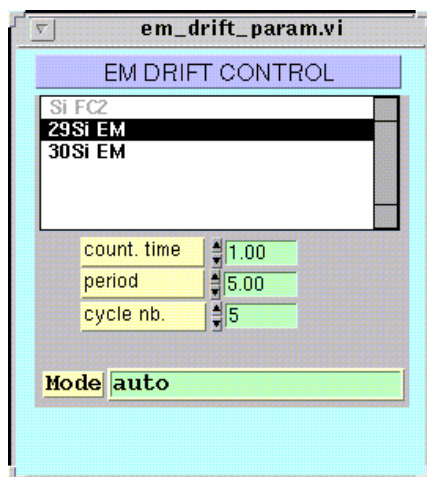 em_drift_param.vi
EM DRIFT CONTROL
Si FC2
29Si EM
30Si EM
count. time 1.00
period 5.00
cycle nb. 5
Mode auto